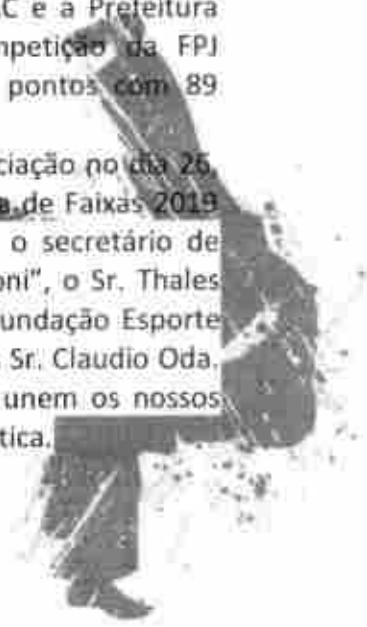 C e a Prefeitura
mpetição da FPJ
pontos com 89
ciação no dia 26,
a de Faixas 2019
o secretário de
oni", o Sr. Thales
undação Esporte
Sr. Claudio Oda.
unem os nossos
tica.